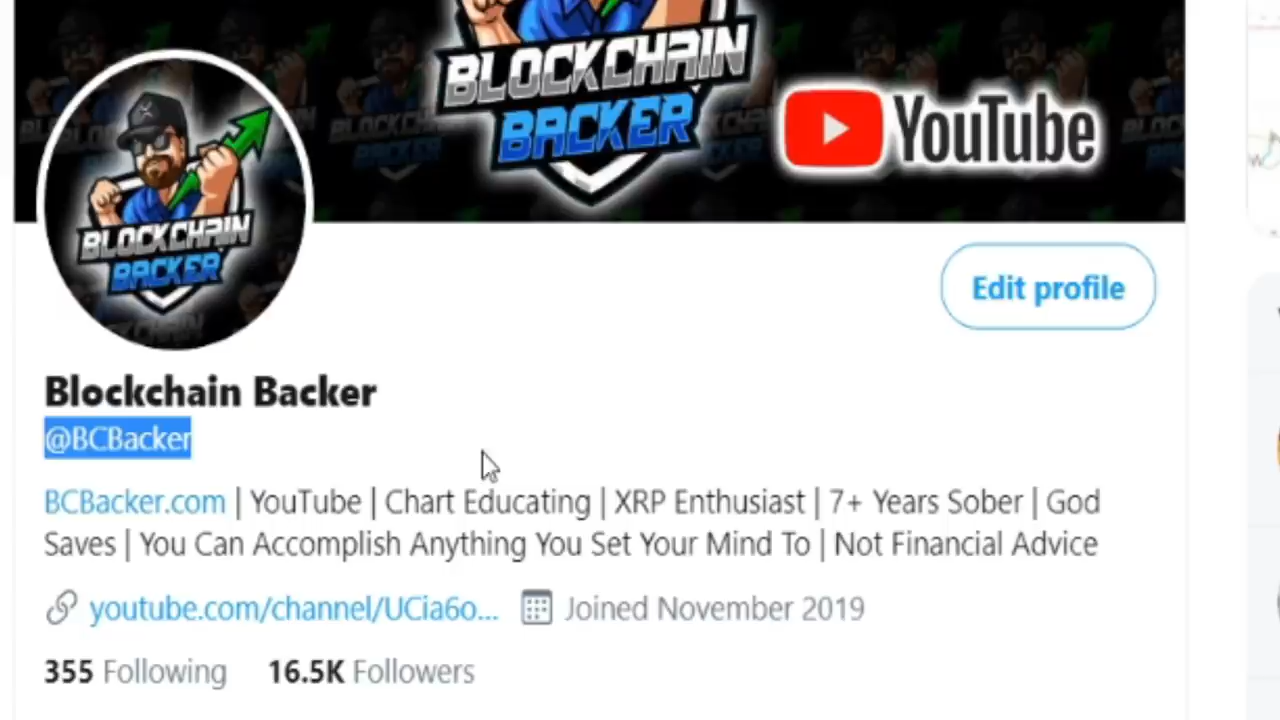 BLOCKCHAIN
BACKER
YouTube
BLOCKCHAIN
BACKER
Edit profile
Blockchain Backer
@BCBacker
BCBacker.com | YouTube | Chart Educating | XRP Enthusiast | 7+ Years Sober | God
Saves | You Can Accomplish Anything You Set Your Mind To | Not Financial Advice
youtube.com/channel/UCia6o... Joined November 2019
355 Following 16.5K Followers